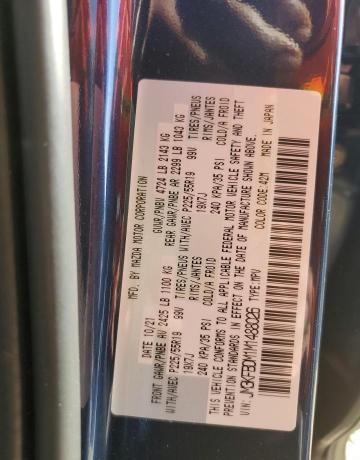 MFD. BY MAZDA MOTOR CORPORATION
DATE 10/21 GVWR/PNBV 4724 LB 2143 KG
FRONT GAWR/PNBE AV 2425 LB 1100 KG REAR GAWR/PNBE AR 2299 LB 1043 KG
WITH/AVEC P225/55R19 99V TIRES/PNEUS WITH/AVEC P225/55R19 99V TIRES/PNEUS
19X7J RIMS/JANTES 19X7J RIMS/JANTES
240 KPA/35 PSI COLD/A FROID 240 KPA/35 PSI COLD/A FROID
THIS VEHICLE CONFORMS TO ALL APPLICABLE FEDERAL MOTOR VEHICLE SAFETY AND THEFT
PREVENTION STANDARDS IN EFFECT ON THE DATE OF MANUFACTURE SHOWN ABOVE.
JM3KFBDM1M1488026 TYPE:MPV COLOR CODE:42M MADE IN JAPAN